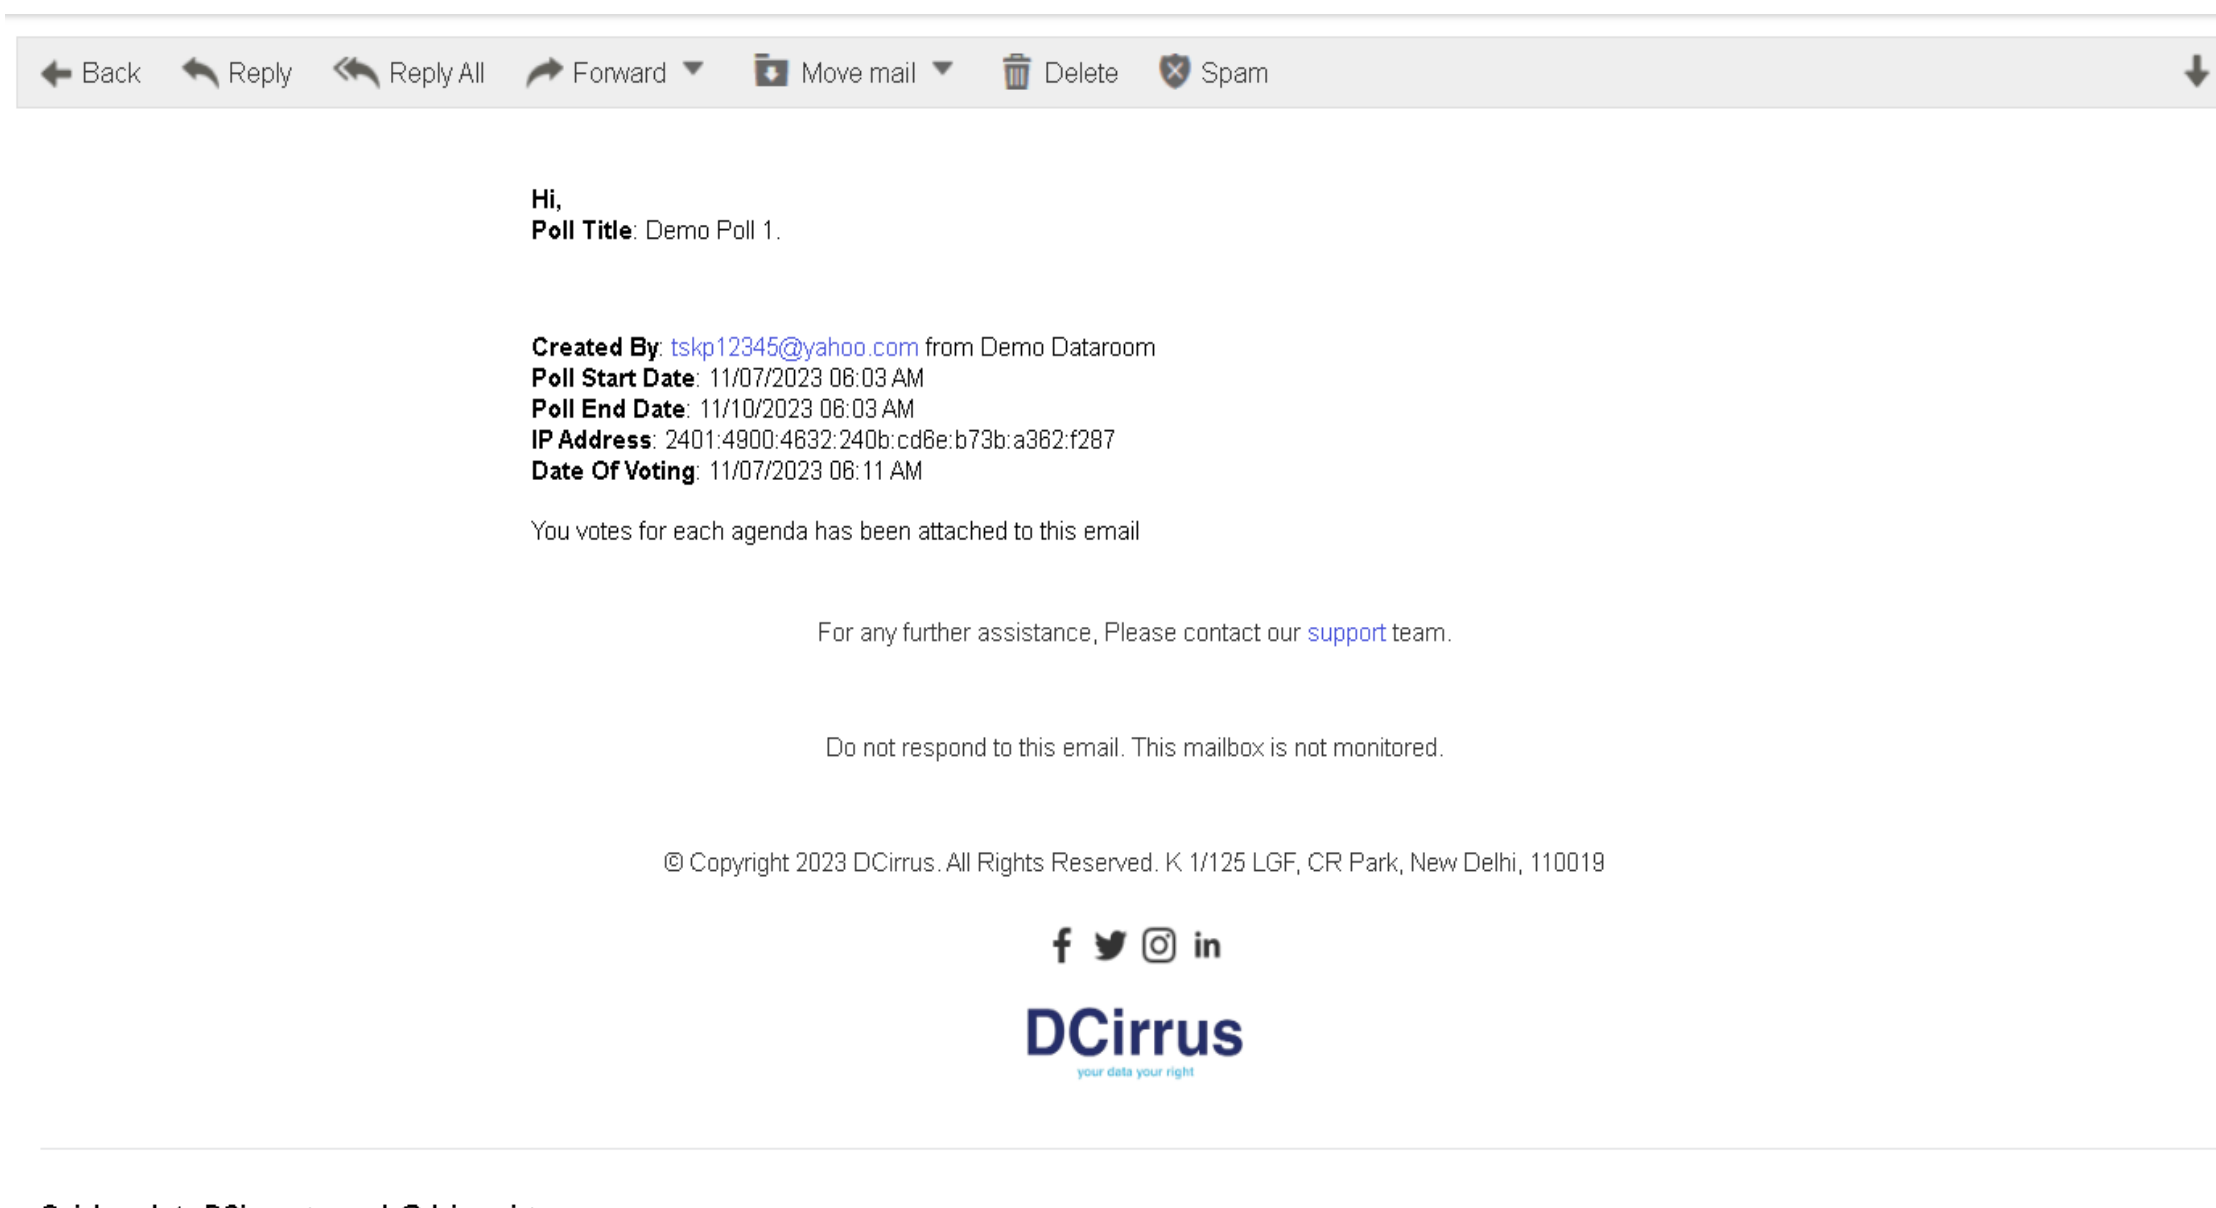 Back Reply Reply All Forward Move mail Delete Spam
Hi,
Poll Title: Demo Poll 1.
Created By: tskp12345@yahoo.com from Demo Dataroom
Poll Start Date: 11/07/2023 06:03 AM
Poll End Date: 11/10/2023 06:03 AM
IP Address: 2401:4900:4632:240b:cd6e:b73b:a362:f287
Date Of Voting: 11/07/2023 06:11 AM
You votes for each agenda has been attached to this email
For any further assistance, Please contact our support team.
Do not respond to this email. This mailbox is not monitored.
© Copyright 2023 DCirrus. All Rights Reserved. K 1/125 LGF, CR Park, New Delhi, 110019
DCirrus
your data your right